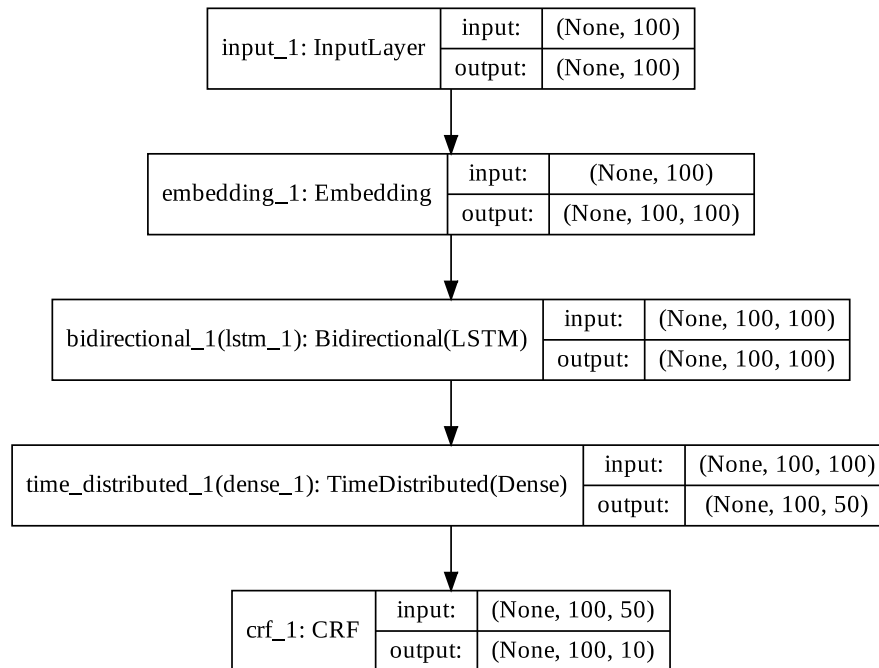 input_1: InputLayer
input: (None, 100)
output: (None, 100)
embedding_1: Embedding
input: (None, 100)
output: (None, 100, 100)
bidirectional_1(lstm_1): Bidirectional(LSTM)
input: (None, 100, 100)
output: (None, 100, 100)
time_distributed_1(dense_1): TimeDistributed(Dense)
input: (None, 100, 100)
output: (None, 100, 50)
crf_1: CRF
input: (None, 100, 50)
output: (None, 100, 10)